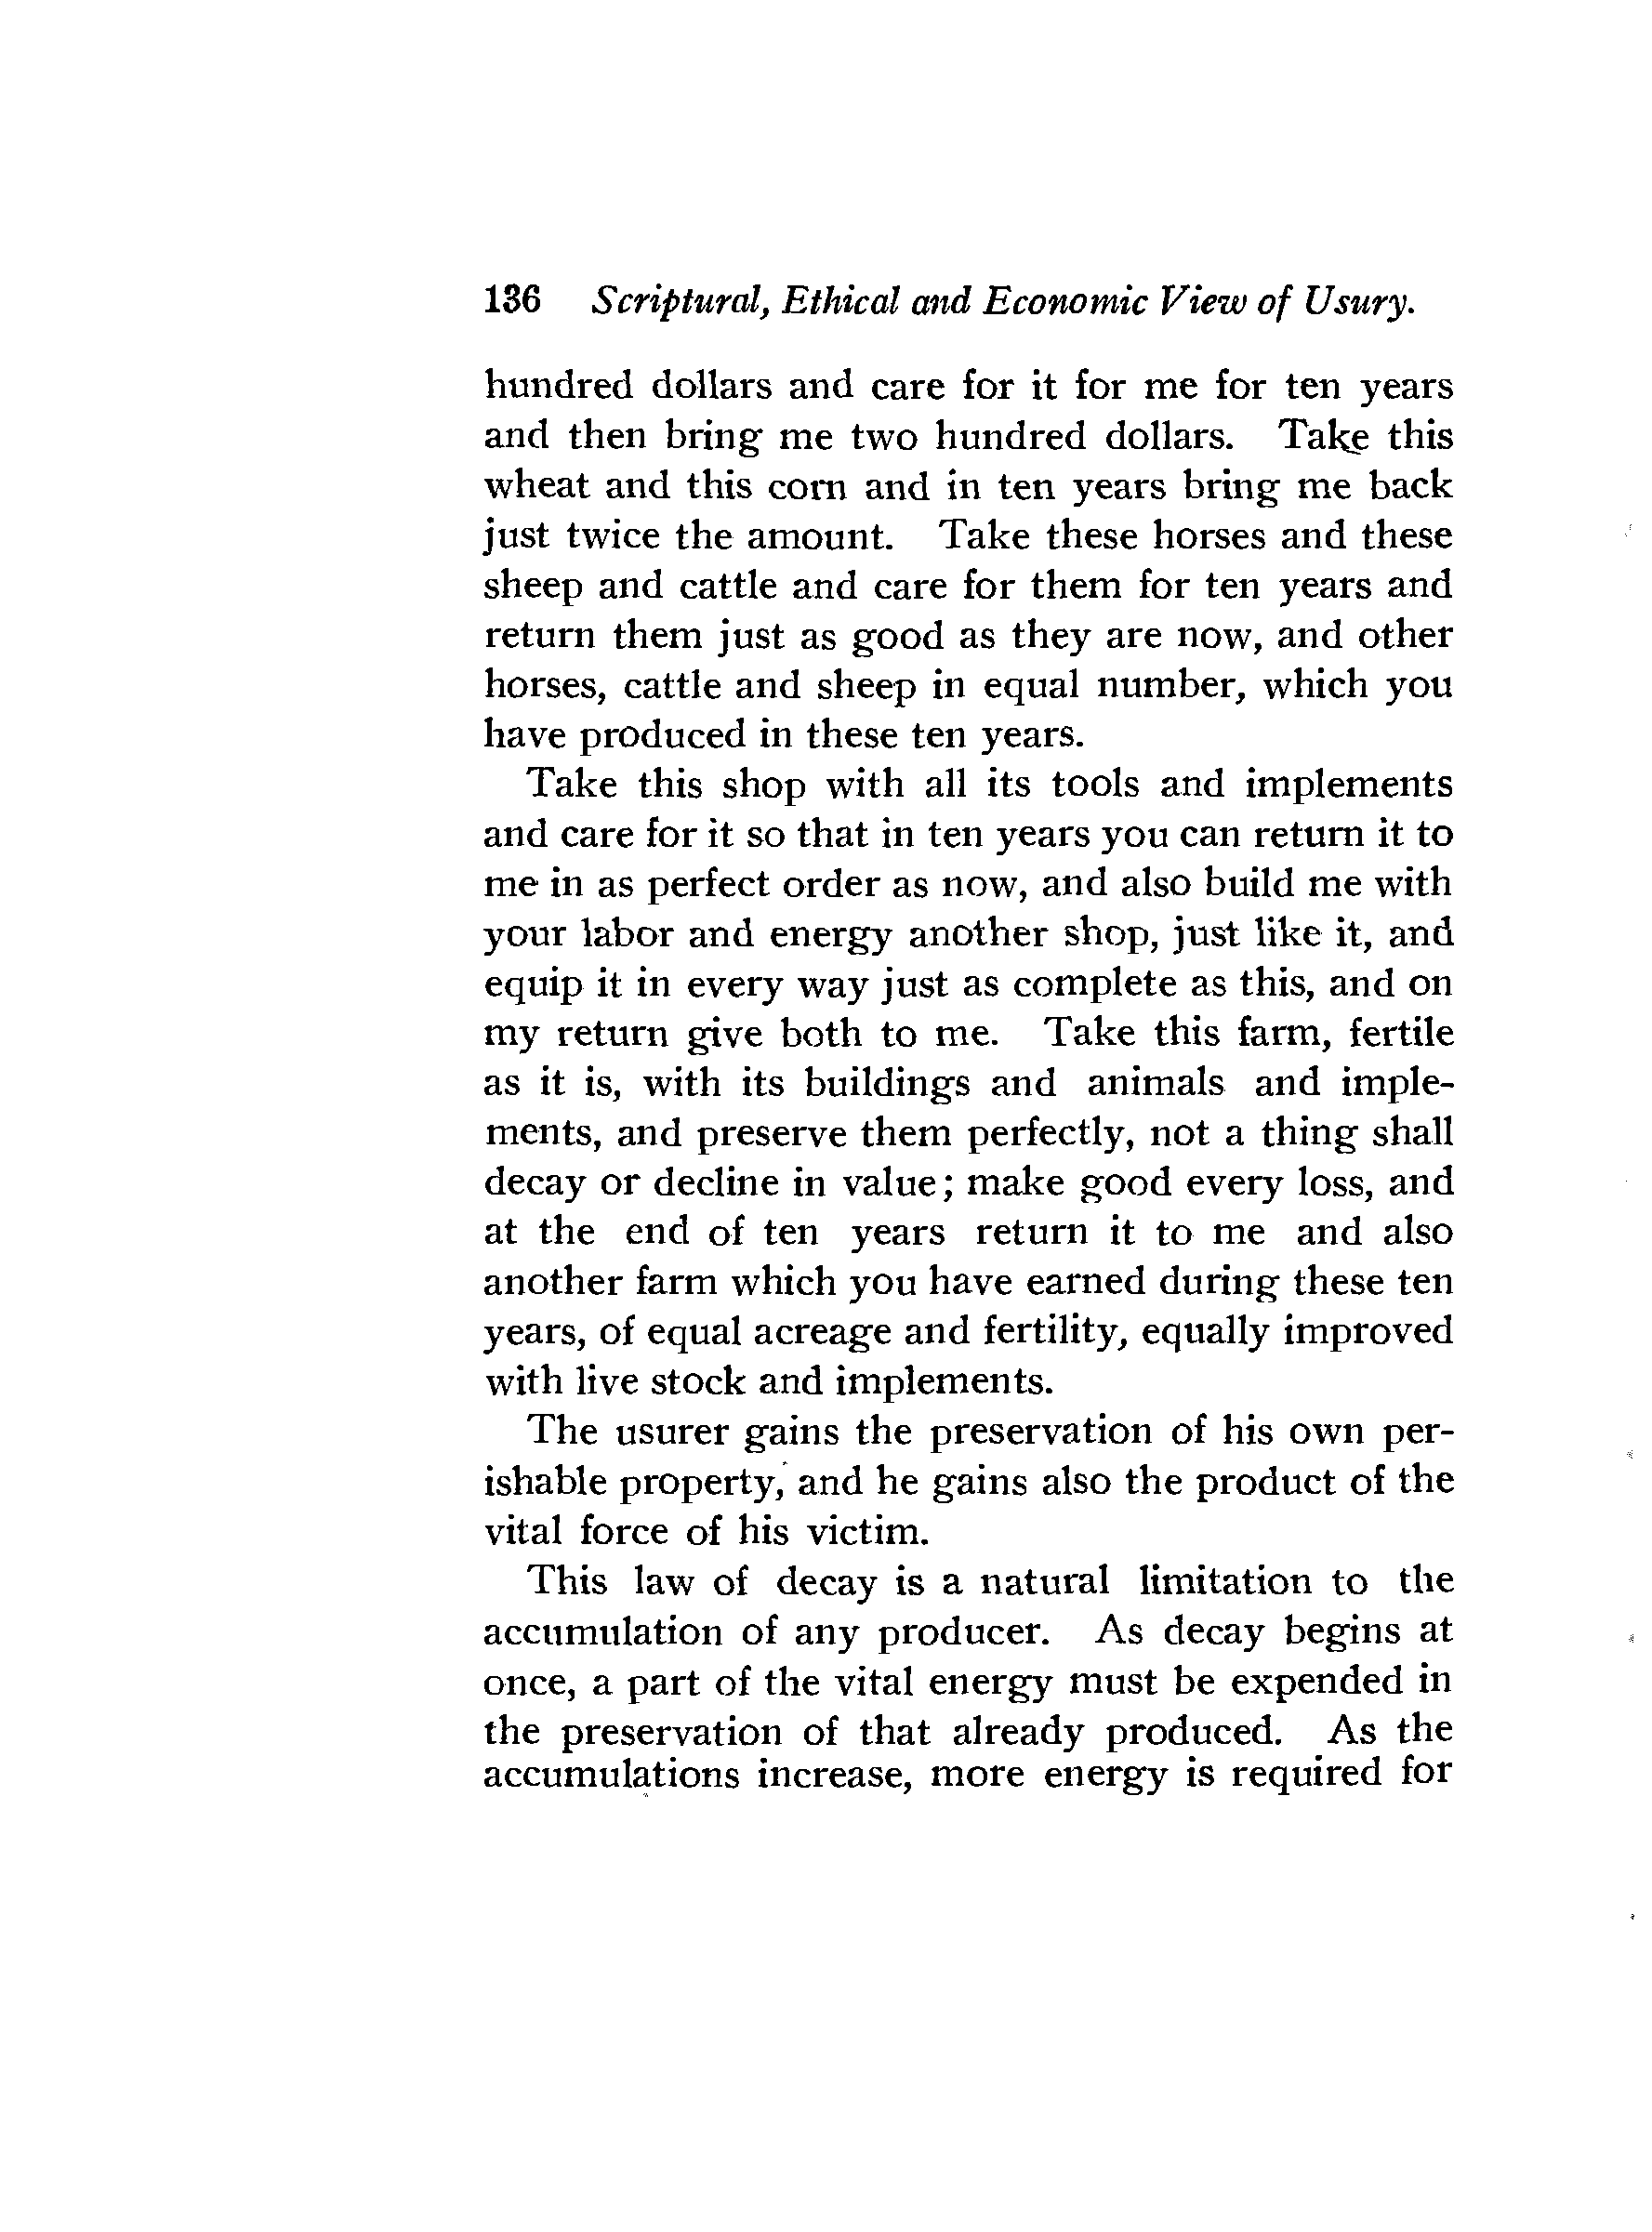 136 Scriptural, Ethical and Economic View of Usury.
hundred dollars and care for it for me for ten years
and then bring me two hundred dollars. Take this
wheat and this corn and in ten years bring me back
just twice the amount. Take these horses and these
sheep and cattle and care for them for ten years and
return them just as good as they are now, and other
horses, cattle and sheep in equal number, which you
have produced in these ten years.
Take this shop with all its tools and implements
and care for it so that in ten years you can return it to
me in as perfect order as now, and also build me with
your labor and energy another shop, just like it, and
equip it in every way just as complete as this, and on
my return give both to me. Take this farm, fertile
as it is, with its buildings and animals and imple-
ments, and preserve them perfectly, not a thing shall
decay or decline in value; make good every loss, and
at the end of ten years return it to me and also
another farm which you have earned during these ten
years, of equal acreage and fertility, equally improved
with live stock and implements.
The usurer gains the preservation of his own per-
ishable property, and he gains also the product of the
vital force of his victim.
This law of decay is a natural limitation to the
accumulation of any producer. As decay begins at
once, a part of the vital energy must be expended in
the preservation of that already produced. As the
accumulations increase, more energy is required for